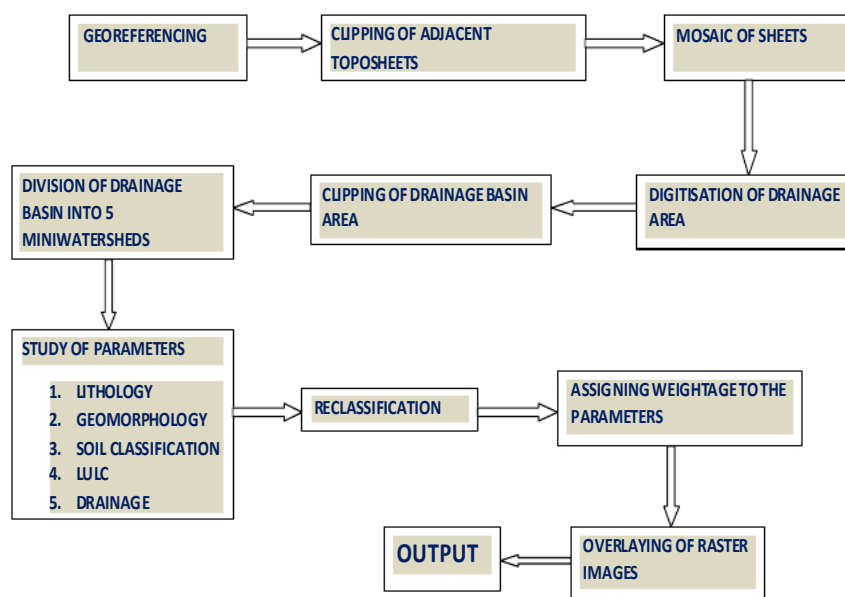 GEOREFERENCING
CLIPPING OF ADJACENT
TOPOSHEETS
MOSAIC OF SHEETS
DIVISION OF DRAINAGE
BASIN INTO 5
MINIWATERSHEDS
CLIPPING OF DRAINAGE BASIN
AREA
DIGITISATION OF DRAINAGE
AREA
STUDY OF PARAMETERS
1. LITHOLOGY
2. GEOMORPHOLOGY
3. SOIL CLASSIFICATION
4. LULC
5. DRAINAGE
RECLASSIFICATION
ASSIGNING WEIGHTAGE TO THE
PARAMETERS
OUTPUT
OVERLAYING OF RASTER
IMAGES